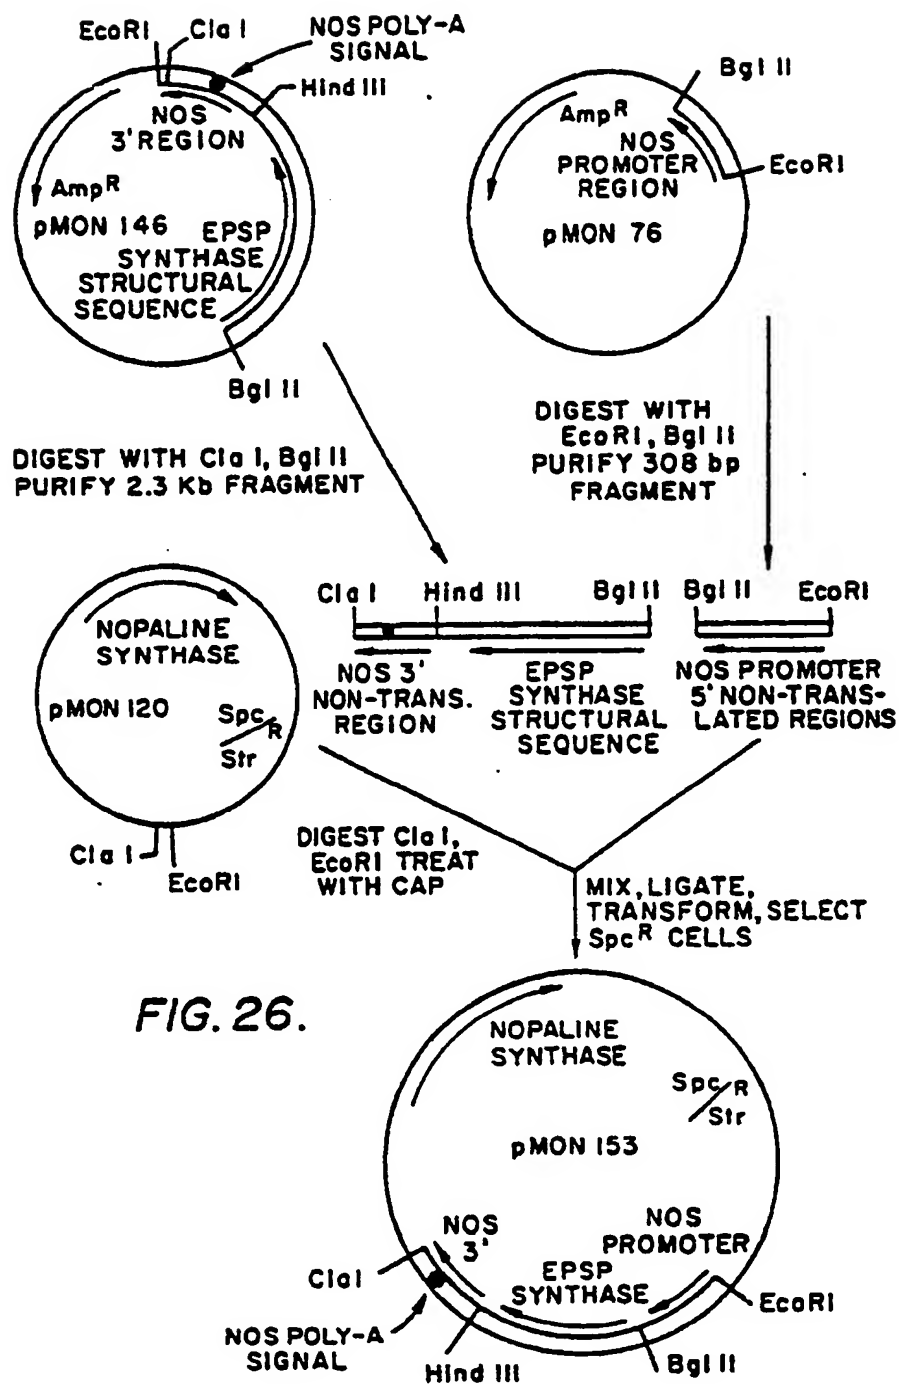 EcoRI
Cla I
NOS POLY-A
SIGNAL
Hind III
NOS
3' REGION
AmpR
pMON 146
EPSP
SYNTHASE
STRUCTURAL
SEQUENCE
Bgl II
Bgl II
AmpR
NOS
PROMOTER
REGION
EcoRI
pMON 76
DIGEST WITH Cla I, Bgl II
PURIFY 2.3 Kb FRAGMENT
DIGEST WITH
EcoRI, Bgl II
PURIFY 308 bp
FRAGMENT
NOPALINE
SYNTHASE
pMON 120
Spc/R
Str
Cla I
EcoRI
Cla I Hind III Bgl II Bgl II EcoRI
NOS 3'
NON-TRANS.
REGION
EPSP
SYNTHASE
STRUCTURAL
SEQUENCE
NOS PROMOTER
5' NON-TRANS-
LATED REGIONS
DIGEST Cla I,
EcoRI TREAT
WITH CAP
MIX, LIGATE,
TRANSFORM, SELECT
SpcR CELLS
FIG. 26.
NOPALINE
SYNTHASE
Spc/R
Str
pMON 153
NOS
3'
NOS
PROMOTER
EPSP
SYNTHASE
Cla I
EcoRI
NOS POLY-A
SIGNAL
Hind III
Bgl II